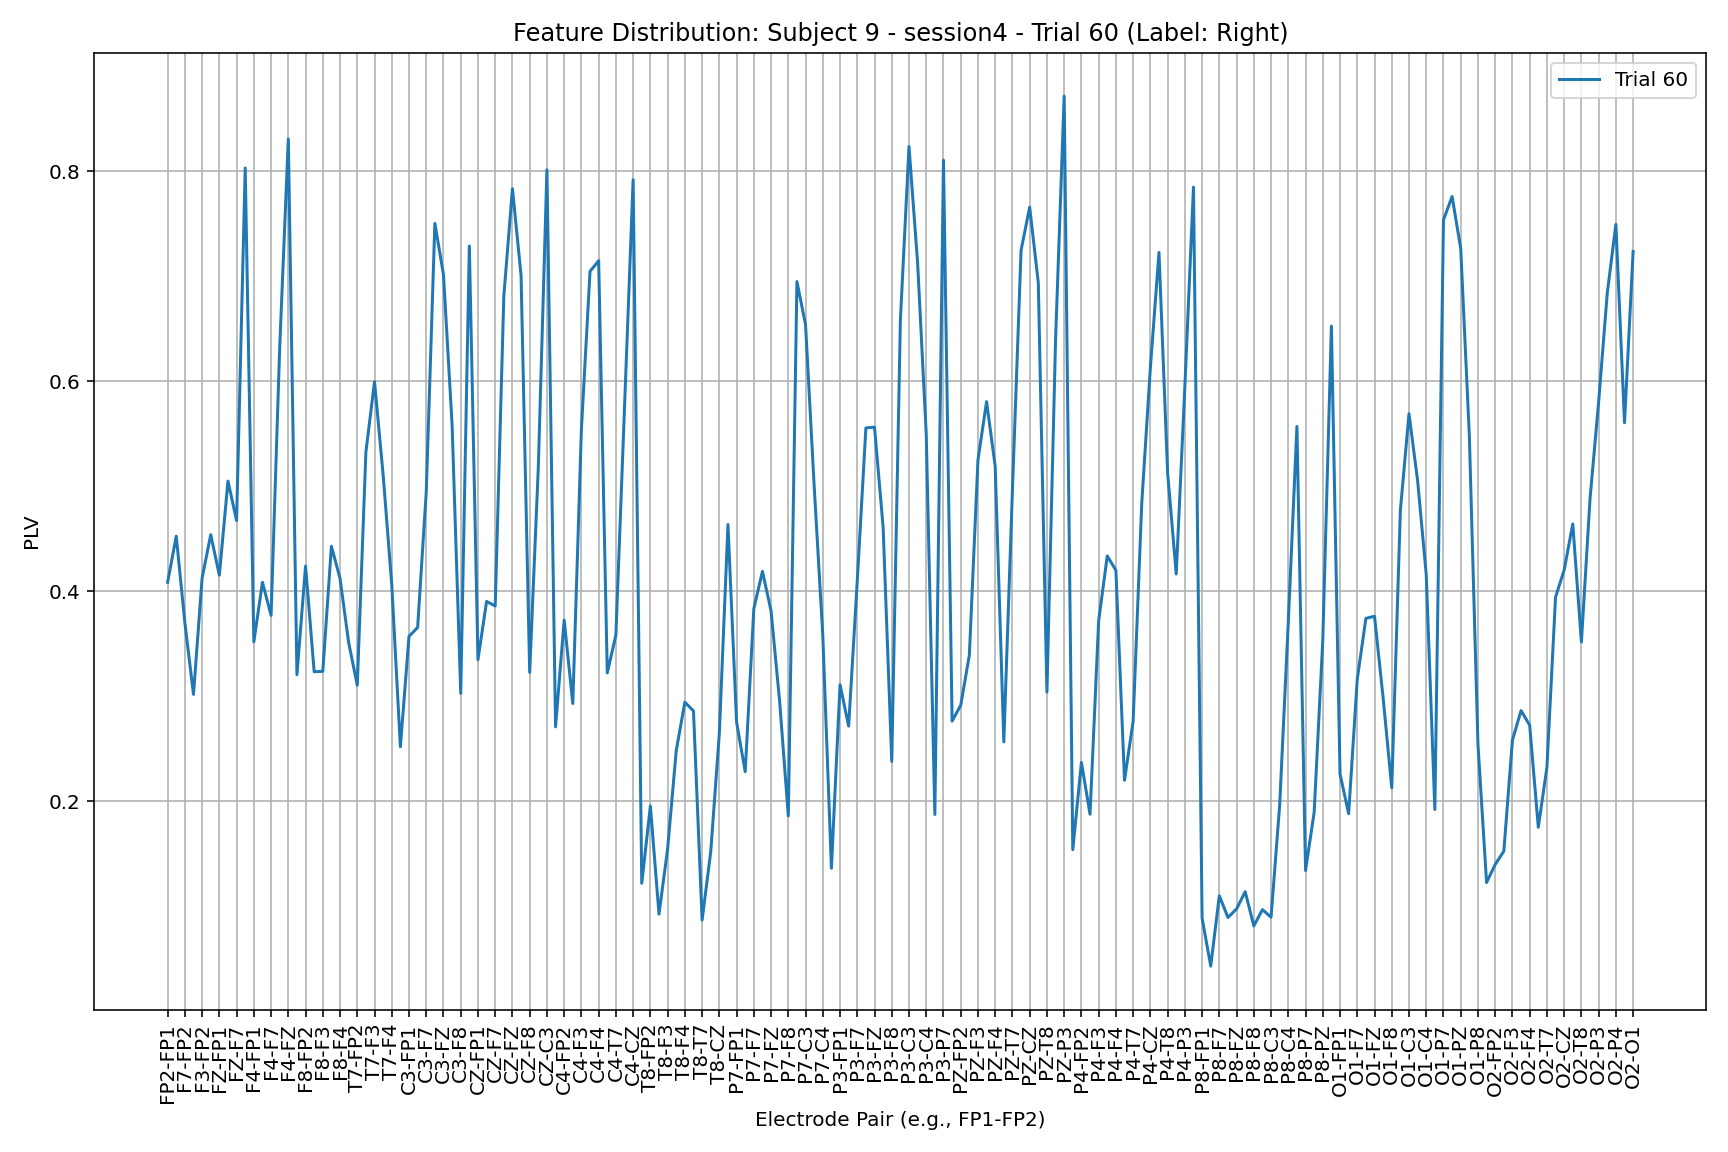 Feature Distribution: Subject 9 - session4 - Trial 60 (Label: Right)
Trial 60
0.8
0.6
0.4
0.2
PLV
FP2-FP1
F7-FP2
F3-FP2
FZ-FP1
FZ-F7
F4-FP1
F4-F7
F4-FZ
F8-FP2
F8-F3
F8-F4
T7-FP2
T7-F3
T7-F4
C3-FP1
C3-F7
C3-FZ
C3-F8
CZ-FP1
CZ-F7
CZ-FZ
CZ-F8
CZ-C3
C4-FP2
C4-F3
C4-F4
C4-T7
C4-CZ
T8-FP2
T8-F3
T8-F4
T8-T7
T8-CZ
P7-FP1
P7-F7
P7-FZ
P7-F8
P7-C3
P7-C4
P3-FP1
P3-F7
P3-FZ
P3-F8
P3-C3
P3-C4
P3-P7
PZ-FP2
PZ-F3
PZ-F4
PZ-T7
PZ-CZ
PZ-T8
PZ-P3
P4-FP2
P4-F3
P4-F4
P4-T7
P4-CZ
P4-T8
P4-P3
P8-FP1
P8-F7
P8-FZ
P8-F8
P8-C3
P8-C4
P8-P7
P8-PZ
O1-FP1
O1-F7
O1-FZ
O1-F8
O1-C3
O1-C4
O1-P7
O1-PZ
O1-P8
O2-FP2
O2-F3
O2-F4
O2-T7
O2-CZ
O2-T8
O2-P3
O2-P4
O2-O1
Electrode Pair (e.g., FP1-FP2)